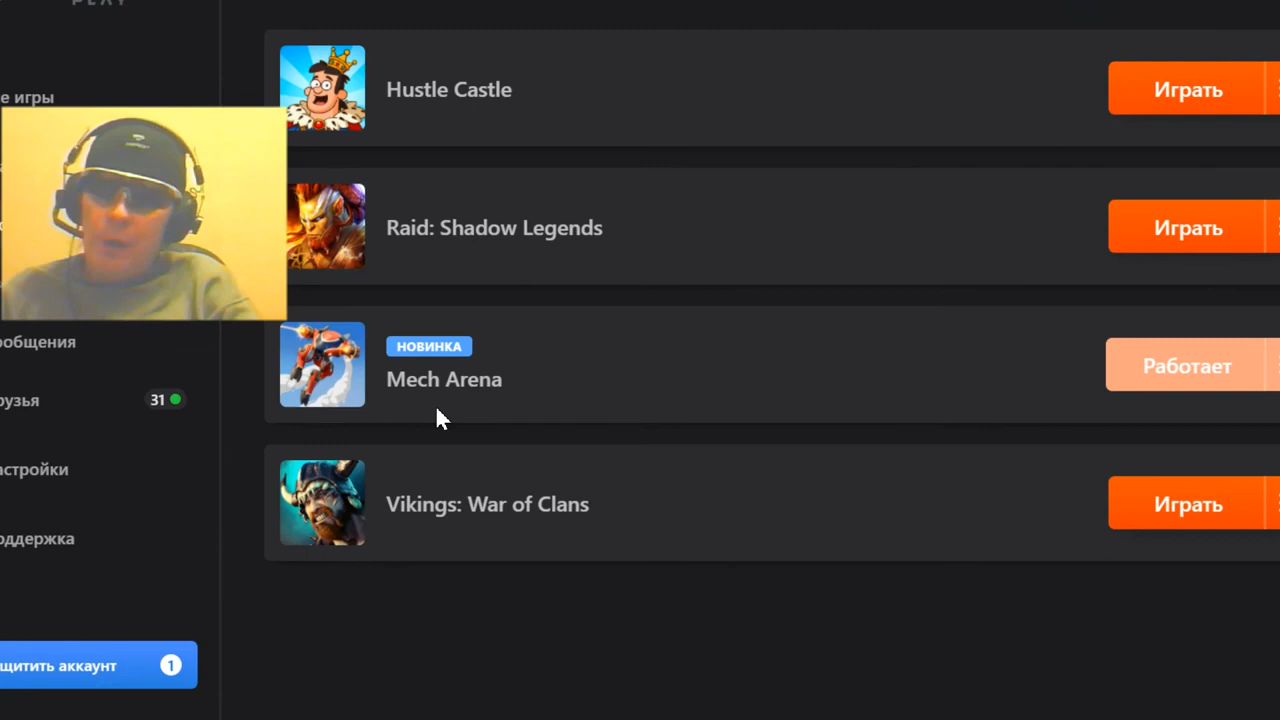 PLAY
е игры
ообщения
рузья
31
астройки
оддержка
щитить аккаунт
1
Hustle Castle
Играть
Raid: Shadow Legends
Играть
НОВИНКА
Mech Arena
Работает
Vikings: War of Clans
Играть